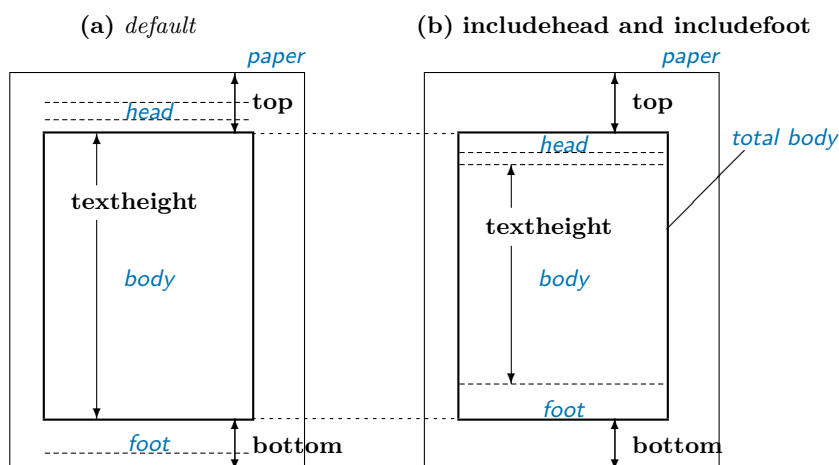 (a) default
(b) includehead and includefoot
paper
paper
top
top
head
head
total body
textheight
textheight
body
body
foot
foot
bottom
bottom